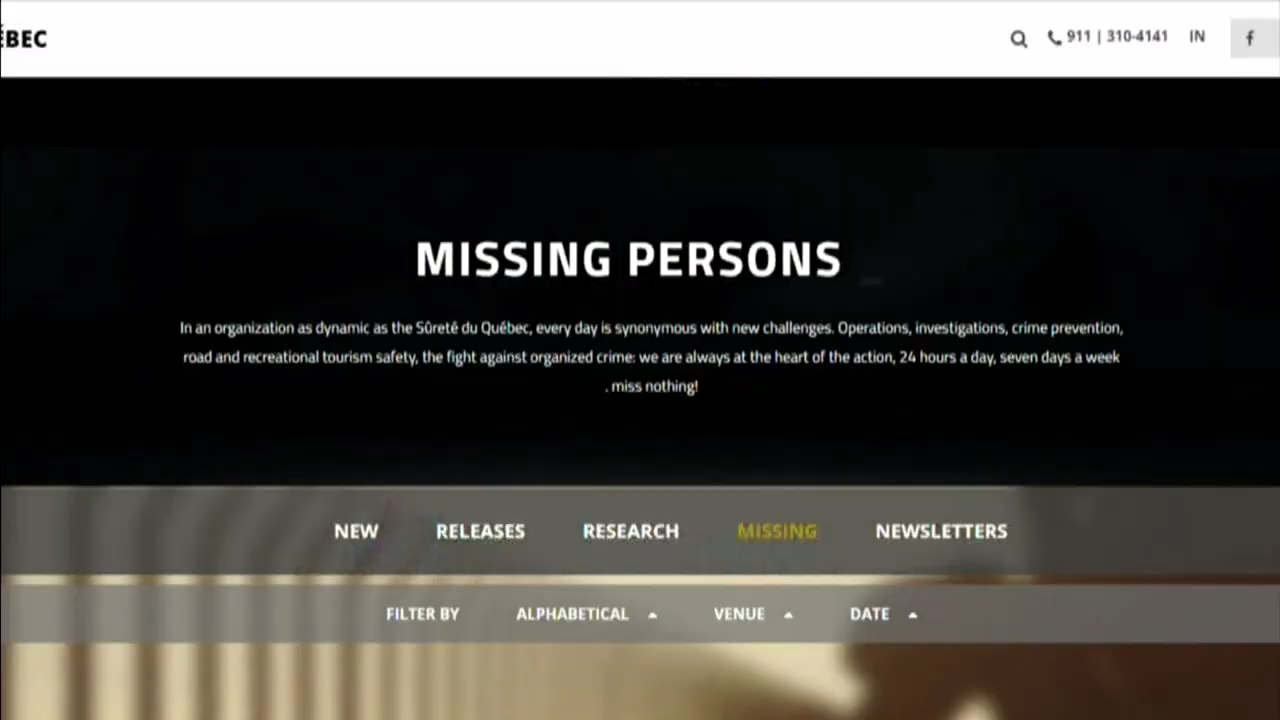 ÉBEC
911 | 310-4141 IN f
MISSING PERSONS
In an organization as dynamic as the Sûreté du Québec, every day is synonymous with new challenges. Operations, investigations, crime prevention,
road and recreational tourism safety, the fight against organized crime: we are always at the heart of the action, 24 hours a day, seven days a week
. miss nothing!
NEW RELEASES RESEARCH MISSING NEWSLETTERS
FILTER BY ALPHABETICAL VENUE DATE